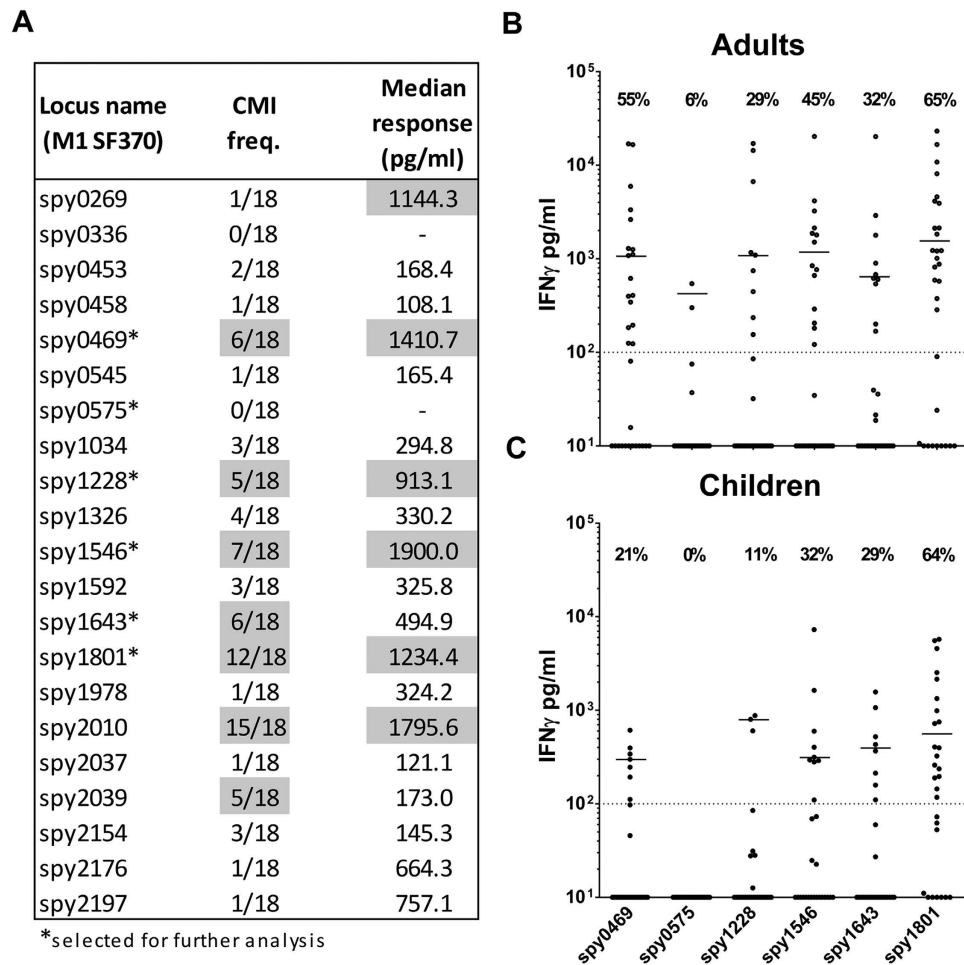 A
Locus name CMI Median
(M1 SF370) freq. response
(pg/ml)
spy0269 1/18 1144.3
spy0336 0/18 -
spy0453 2/18 168.4
spy0458 1/18 108.1
spy0469* 6/18 1410.7
spy0545 1/18 165.4
spy0575* 0/18 -
spy1034 3/18 294.8
spy1228* 5/18 913.1
spy1326 4/18 330.2
spy1546* 7/18 1900.0
spy1592 3/18 325.8
spy1643* 6/18 494.9
spy1801* 12/18 1234.4
spy1978 1/18 324.2
spy2010 15/18 1795.6
spy2037 1/18 121.1
spy2039 5/18 173.0
spy2154 3/18 145.3
spy2176 1/18 664.3
spy2197 1/18 757.1
*selected for further analysis
B
Adults
IFNγ pg/ml
10⁵
10⁴
10³
10²
10¹
55% 6% 29% 45% 32% 65%
C
Children
IFNγ pg/ml
10⁵
10⁴
10³
10²
10¹
21% 0% 11% 32% 29% 64%
spy0469 spy0575 spy1228 spy1546 spy1643 spy1801